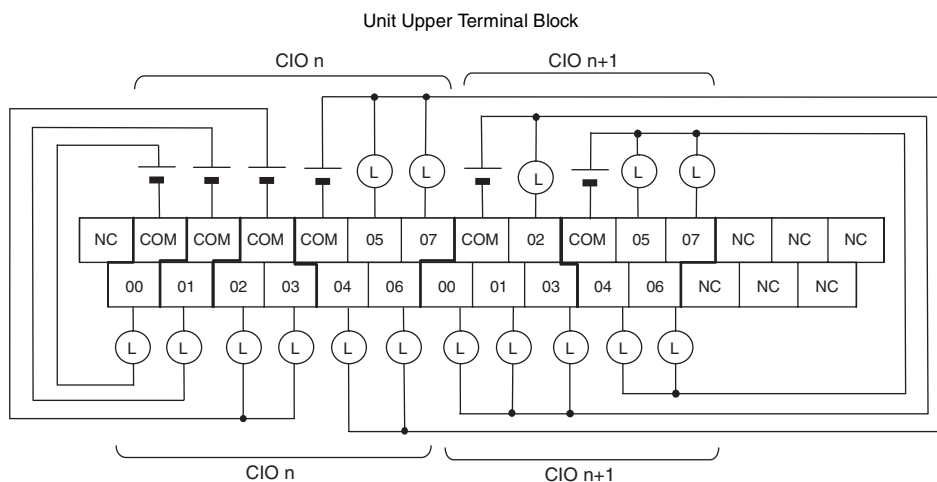 Unit Upper Terminal Block
CIO n CIO n+1
L L L L L
NC COM COM COM COM 05 07 COM 02 COM 05 07 NC NC NC
00 01 02 03 04 06 00 01 03 04 06 NC NC NC
L L L L L L L L L L L
CIO n CIO n+1